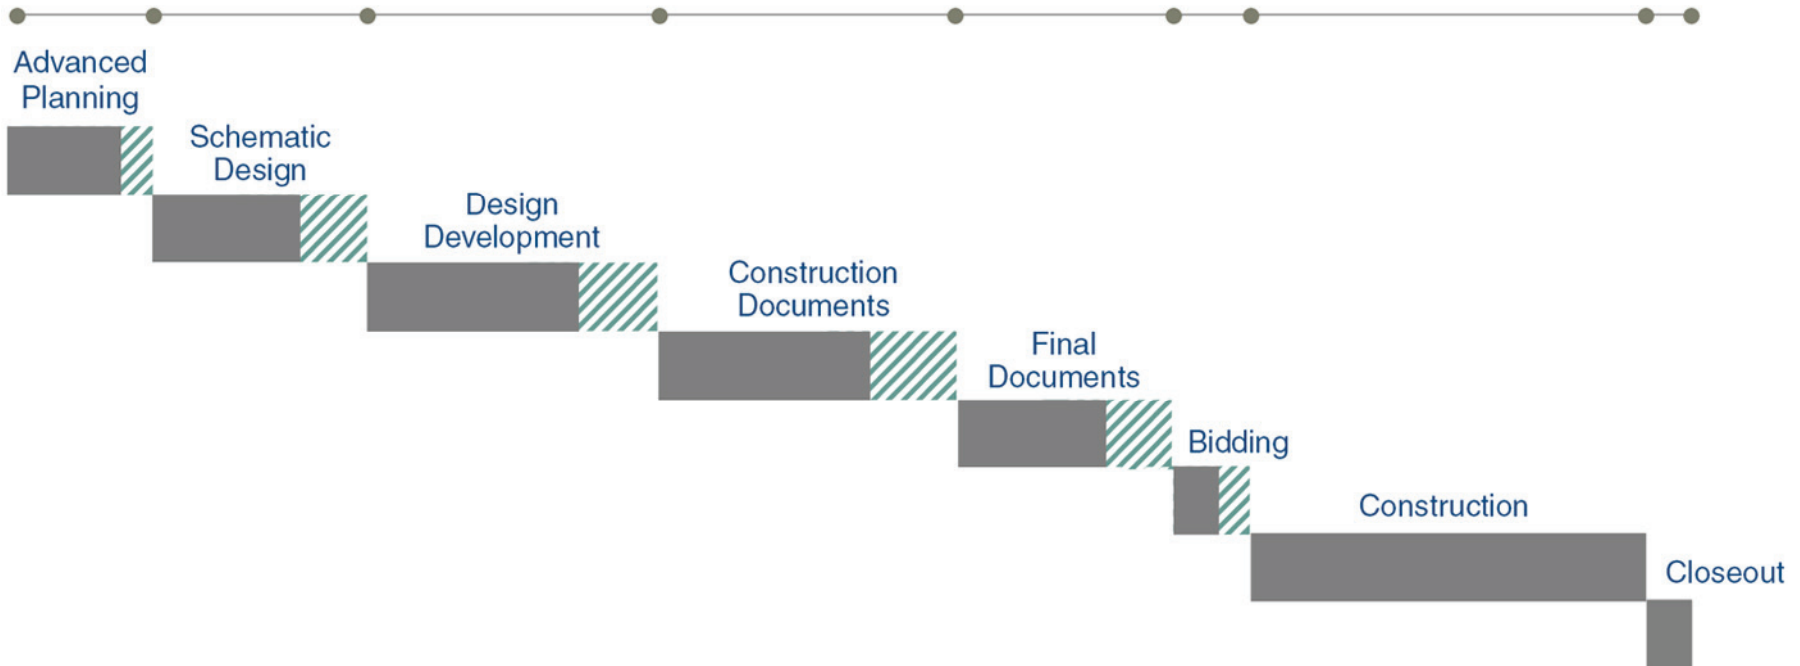 Advanced
Planning
Schematic
Design
Design
Development
Construction
Documents
Final
Documents
Bidding
Construction
Closeout